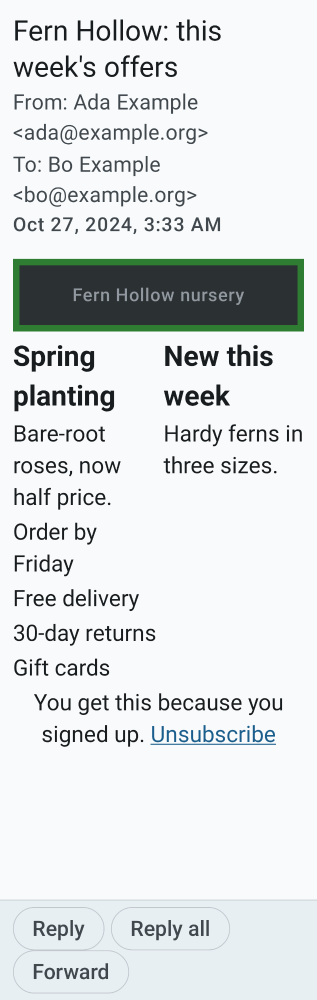 Fern Hollow: this
week's offers
From: Ada Example
<ada@example.org>
To: Bo Example
<bo@example.org>
Oct 27, 2024, 3:33 AM
Fern Hollow nursery
Spring
planting
Bare-root
roses, now
half price.
Order by
Friday
New this
week
Hardy ferns in
three sizes.
Free delivery
30-day returns
Gift cards
You get this because you
signed up. Unsubscribe
Reply
Reply all
Forward